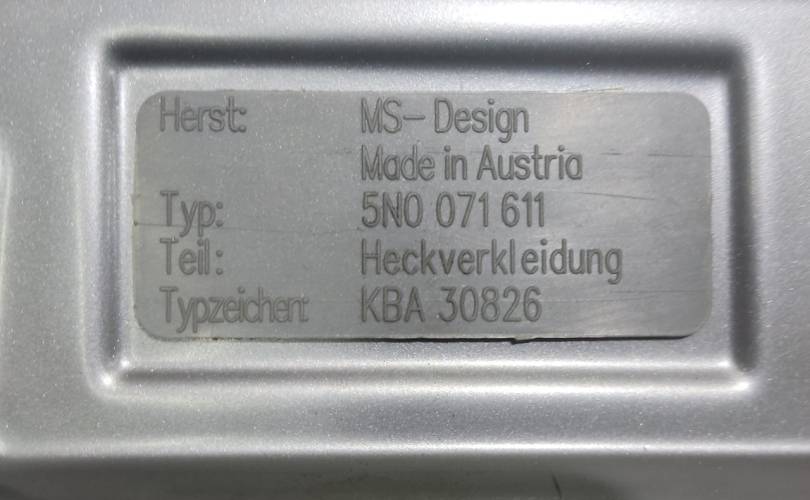 Herst: MS-Design
Made in Austria
Typ: 5N0 071 611
Teil: Heckverkleidung
Typzeichen: KBA 30826